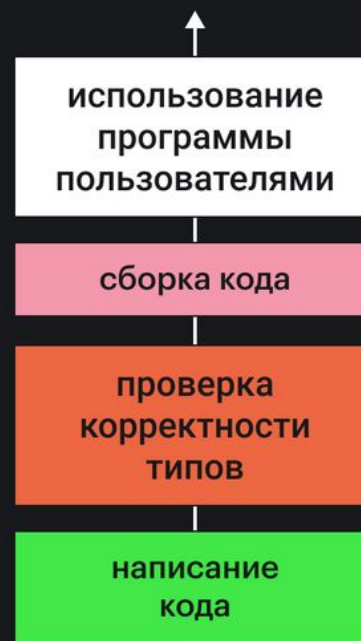 использование
программы
пользователями
сборка кода
проверка
корректности
типов
написание
кода